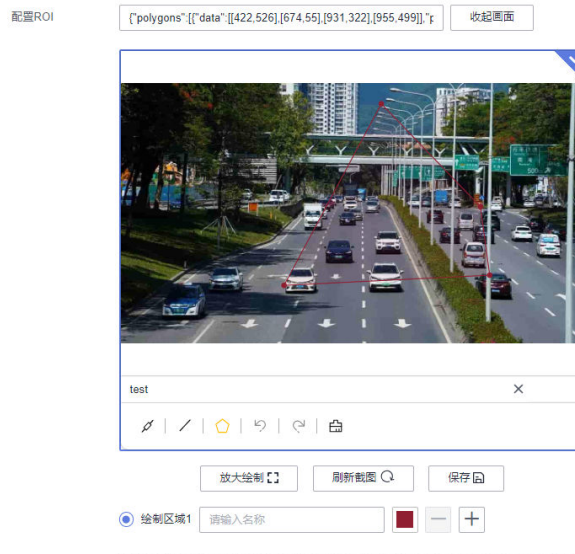 配置ROI
{"polygons":[{"data":[[422,526],[674,55],[931,322],[955,499]],"p
收起画面
test
放大绘制
刷新截图
保存
绘制区域1
请输入名称